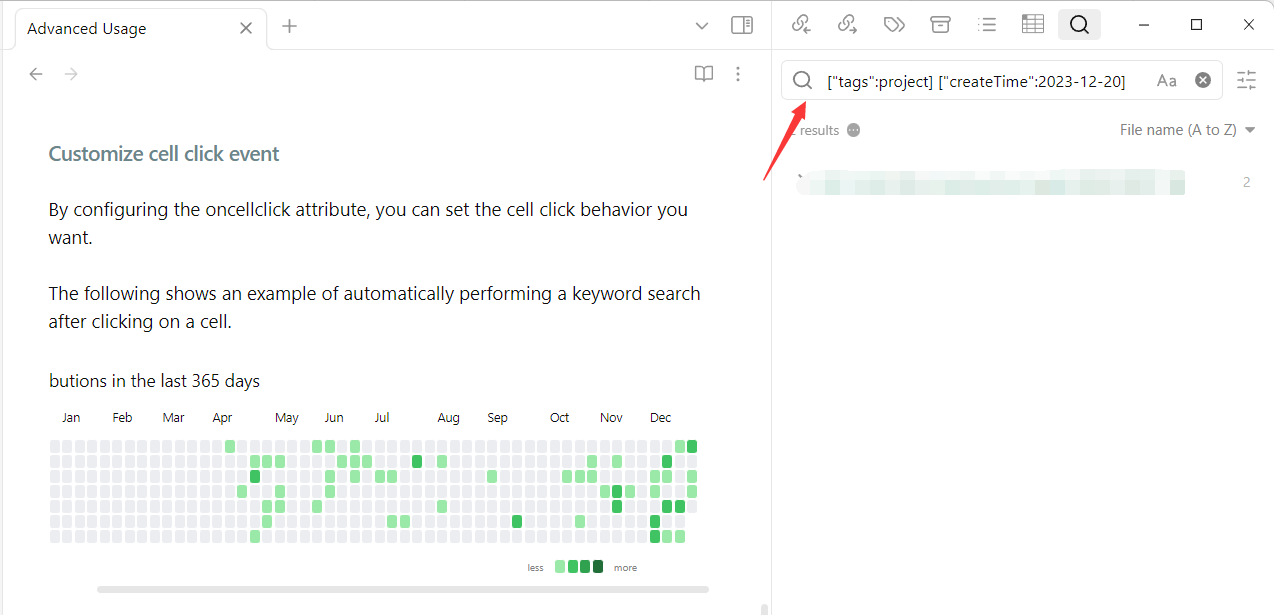 Advanced Usage
["tags":project] ["createTime":2023-12-20]
Aa
results
File name (A to Z)
2
Customize cell click event
By configuring the oncellclick attribute, you can set the cell click behavior you
want.
The following shows an example of automatically performing a keyword search
after clicking on a cell.
butions in the last 365 days
Jan Feb Mar Apr May Jun Jul Aug Sep Oct Nov Dec
less more